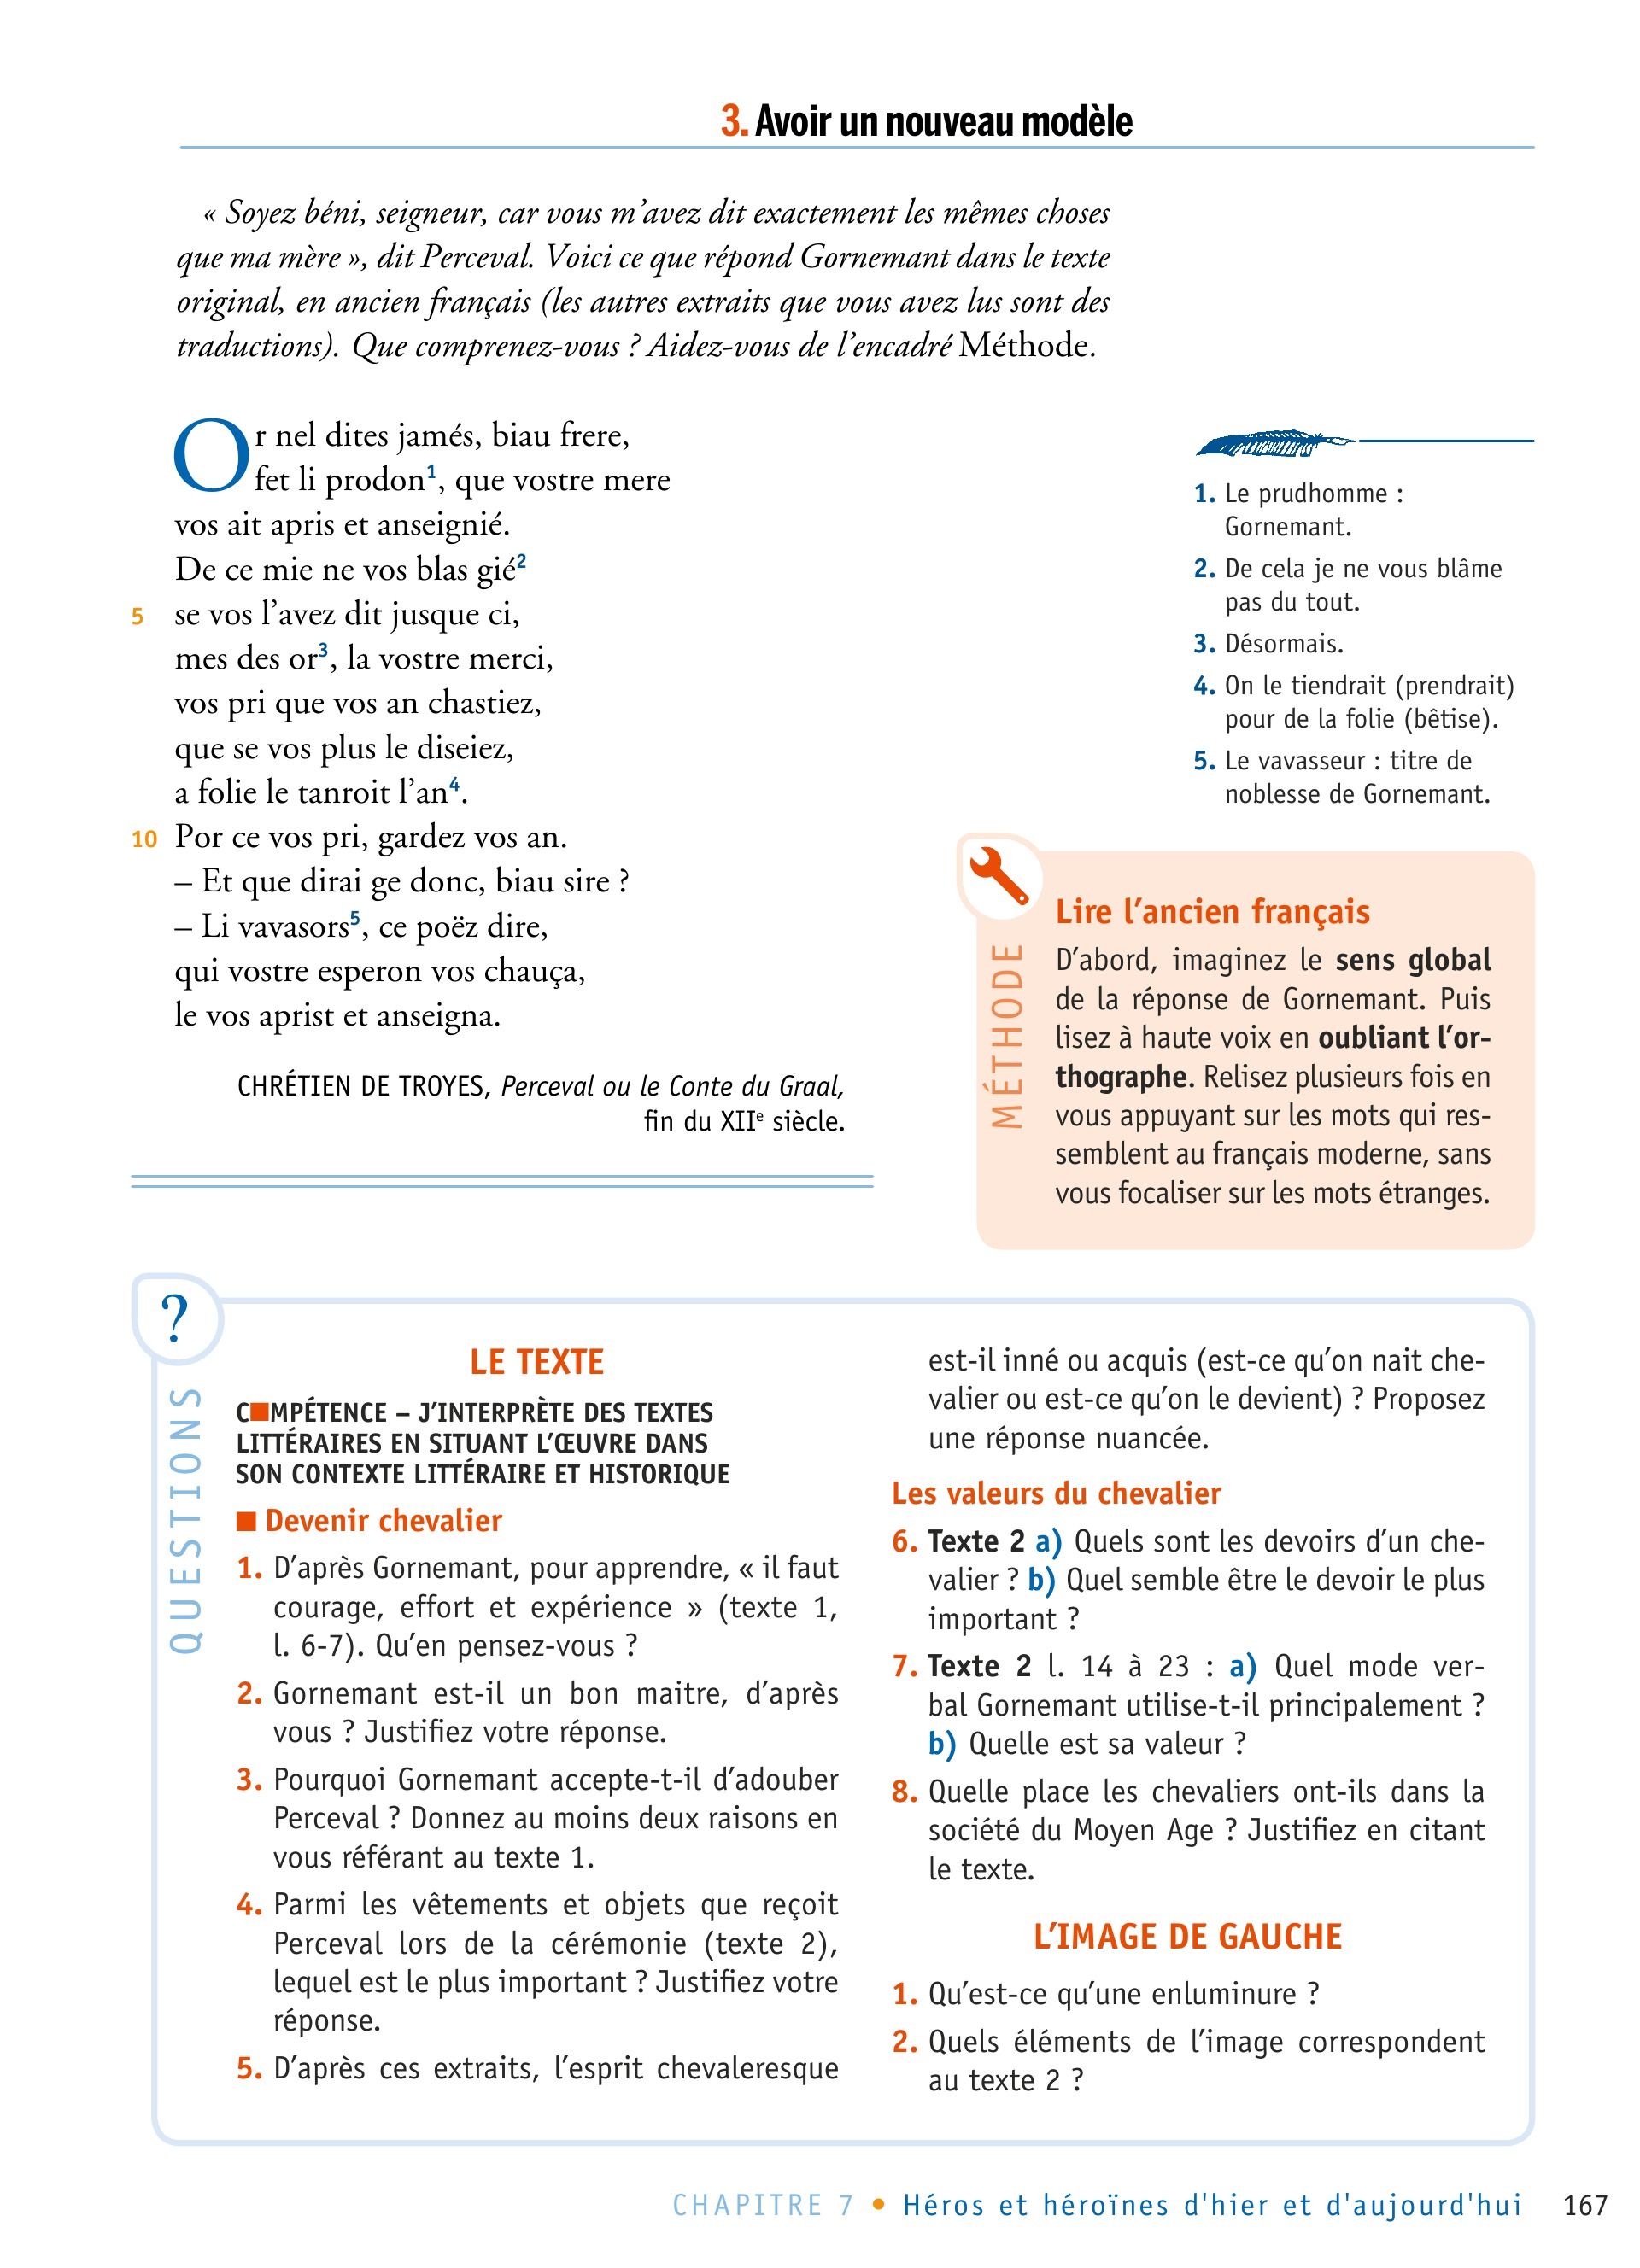 3. Avoir un nouveau modèle
« Soyez béni, seigneur, car vous m’avez dit exactement les mêmes choses
que ma mère », dit Perceval. Voici ce que répond Gornemant dans le texte
original, en ancien français (les autres extraits que vous avez lus sont des
traductions). Que comprenez-vous ? Aidez-vous de l’encadré Méthode.
Or nel dites jamés, biau frere,
fet li prodon1, que vostre mere
vos ait apris et anseignié.
De ce mie ne vos blas gié2
5 se vos l’avez dit jusque ci,
mes des or3, la vostre merci,
vos pri que vos an chastiez,
que se vos plus le diseiez,
a folie le tanroit l’an4.
10 Por ce vos pri, gardez vos an.
– Et que dirai ge donc, biau sire ?
– Li vavasors5, ce poëz dire,
qui vostre esperon vos chauça,
le vos aprist et anseigna.
CHRÉTIEN DE TROYES, Perceval ou le Conte du Graal,
fin du XIIe siècle.
1. Le prudhomme :
Gornemant.
2. De cela je ne vous blâme
pas du tout.
3. Désormais.
4. On le tiendrait (prendrait)
pour de la folie (bêtise).
5. Le vavasseur : titre de
noblesse de Gornemant.
MÉTHODE
Lire l’ancien français
D’abord, imaginez le sens global
de la réponse de Gornemant. Puis
lisez à haute voix en oubliant l’or-
thographe. Relisez plusieurs fois en
vous appuyant sur les mots qui res-
semblent au français moderne, sans
vous focaliser sur les mots étranges.
?
QUESTIONS
LE TEXTE
C■MPÉTENCE – J’INTERPRÈTE DES TEXTES
LITTÉRAIRES EN SITUANT L’ŒUVRE DANS
SON CONTEXTE LITTÉRAIRE ET HISTORIQUE
■ Devenir chevalier
1. D’après Gornemant, pour apprendre, « il faut
courage, effort et expérience » (texte 1,
l. 6-7). Qu’en pensez-vous ?
2. Gornemant est-il un bon maitre, d’après
vous ? Justifiez votre réponse.
3. Pourquoi Gornemant accepte-t-il d’adouber
Perceval ? Donnez au moins deux raisons en
vous référant au texte 1.
4. Parmi les vêtements et objets que reçoit
Perceval lors de la cérémonie (texte 2),
lequel est le plus important ? Justifiez votre
réponse.
5. D’après ces extraits, l’esprit chevaleresque
est-il inné ou acquis (est-ce qu’on nait che-
valier ou est-ce qu’on le devient) ? Proposez
une réponse nuancée.
Les valeurs du chevalier
6. Texte 2 a) Quels sont les devoirs d’un che-
valier ? b) Quel semble être le devoir le plus
important ?
7. Texte 2 l. 14 à 23 : a) Quel mode ver-
bal Gornemant utilise-t-il principalement ?
b) Quelle est sa valeur ?
8. Quelle place les chevaliers ont-ils dans la
société du Moyen Age ? Justifiez en citant
le texte.
L’IMAGE DE GAUCHE
1. Qu’est-ce qu’une enluminure ?
2. Quels éléments de l’image correspondent
au texte 2 ?
CHAPITRE 7 • Héros et héroïnes d'hier et d'aujourd'hui 167